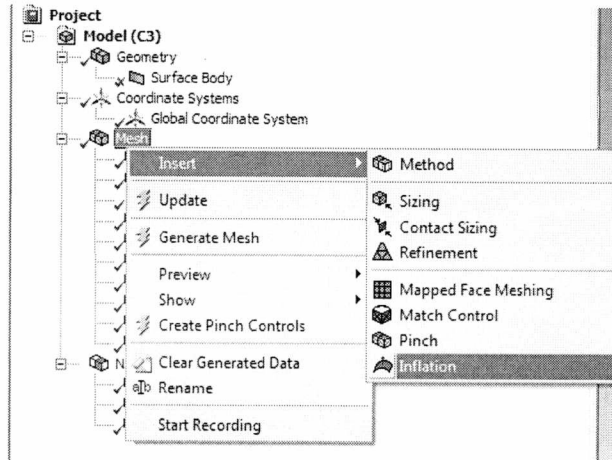 Project
Model (C3)
Geometry
Surface Body
Coordinate Systems
Global Coordinate System
Mesh
Insert
Update
Generate Mesh
Preview
Show
Create Pinch Controls
Clear Generated Data
Rename
Start Recording
N
Method
Sizing
Contact Sizing
Refinement
Mapped Face Meshing
Match Control
Pinch
Inflation